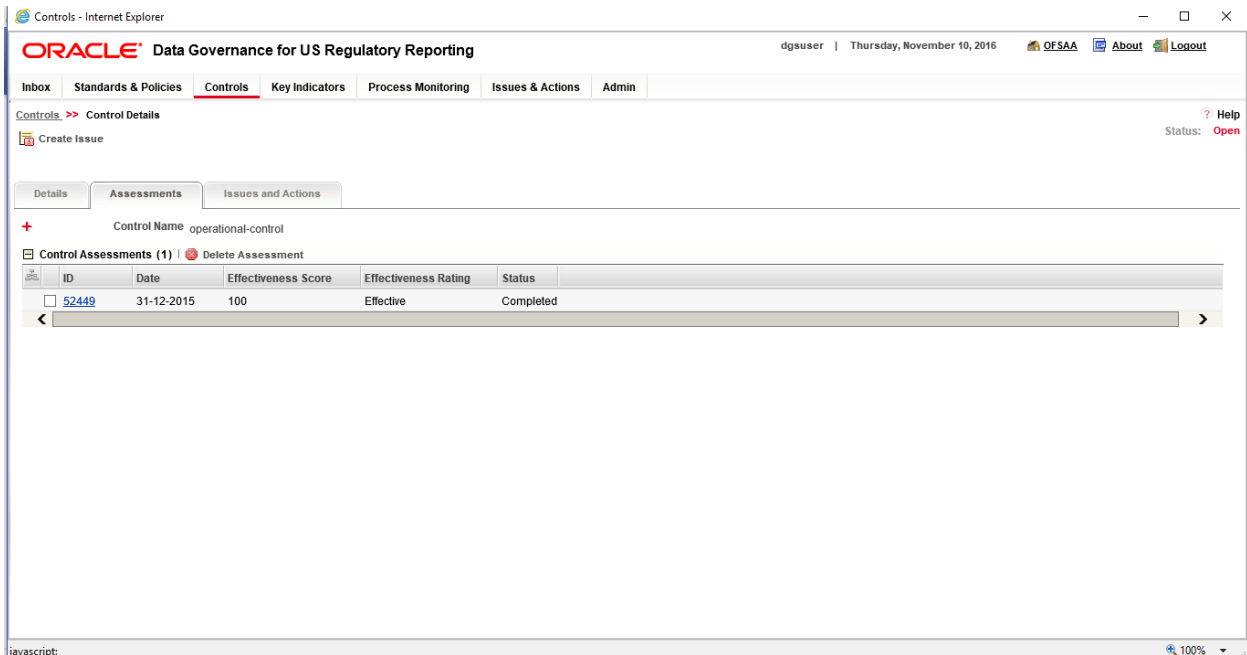 Controls - Internet Explorer
ORACLE® Data Governance for US Regulatory Reporting
dgsuser | Thursday, November 10, 2016 OFSAA About Logout
Inbox Standards & Policies Controls Key Indicators Process Monitoring Issues & Actions Admin
Controls >> Control Details
? Help
Create Issue
Status: Open
Details Assessments Issues and Actions
+ Control Name operational-control
Control Assessments (1) | Delete Assessment
ID Date Effectiveness Score Effectiveness Rating Status
52449 31-12-2015 100 Effective Completed
javascript: 100%